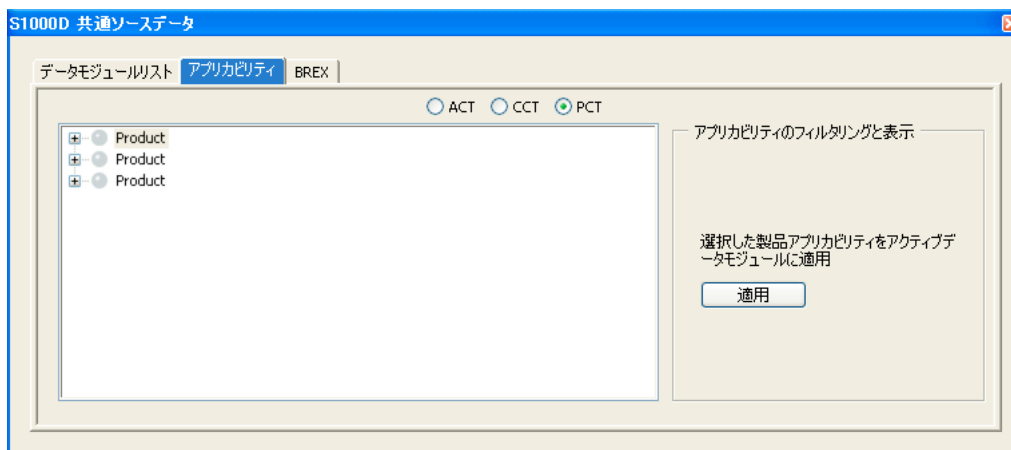 S1000D 共通ソースデータ
データモジュールリスト アプリカビリティ BREX
ACT CCT PCT
Product
Product
Product
アプリカビリティのフィルタリングと表示
選択した製品アプリカビリティをアクティブデ
ータモジュールに適用
適用